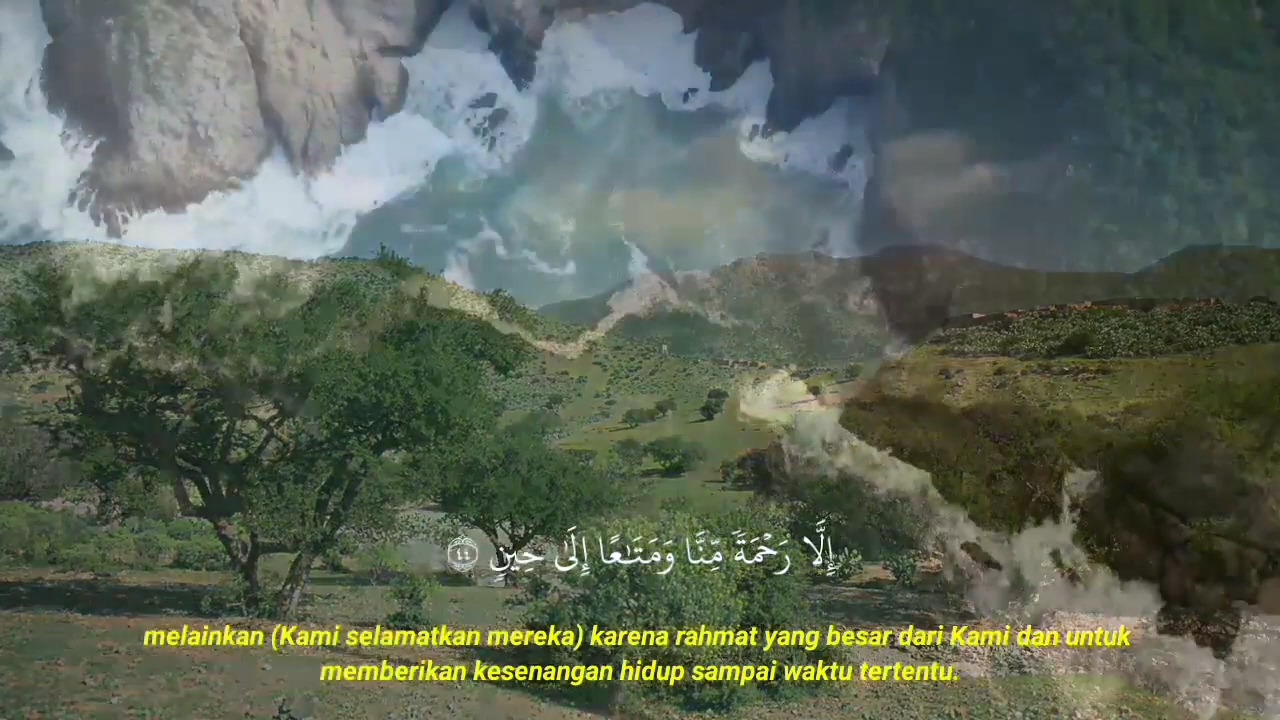 إِلَّا رَحْمَةً مِّنَّا وَمَتَـٰعًا إِلَىٰ حِينٍ ٤٤
melainkan (Kami selamatkan mereka) karena rahmat yang besar dari Kami dan untuk
memberikan kesenangan hidup sampai waktu tertentu.